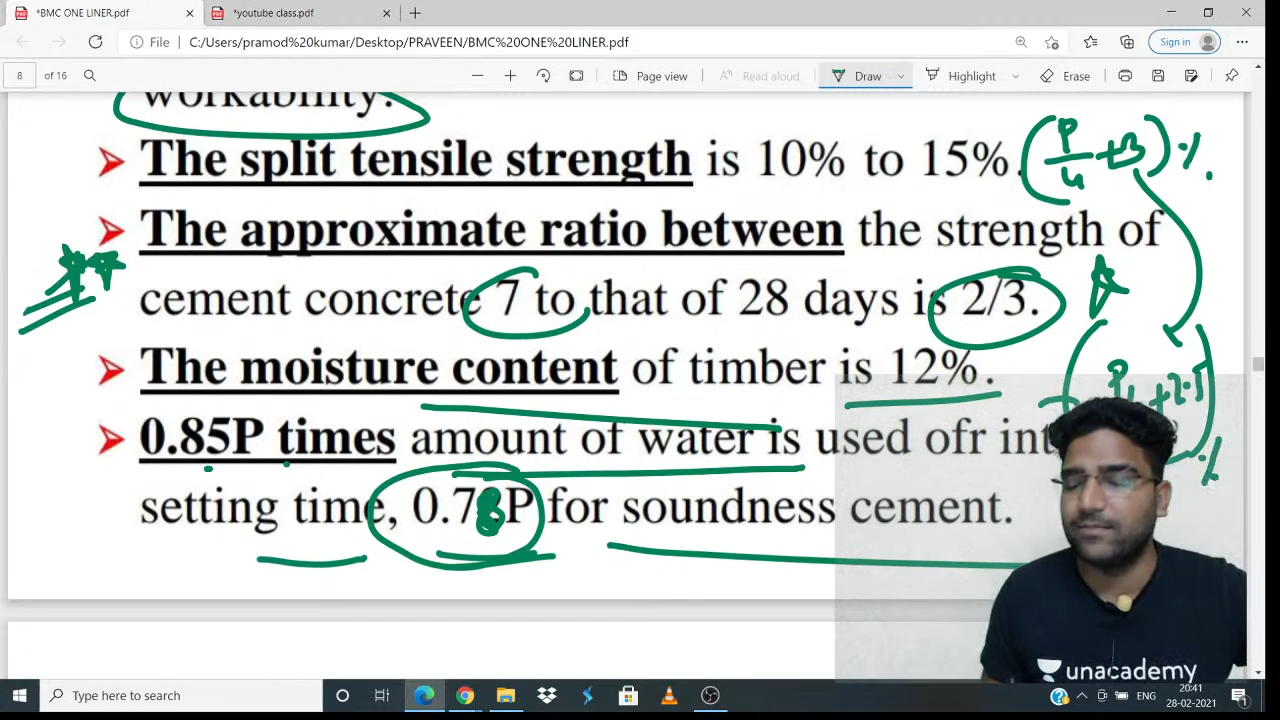 *BMC ONE LINER.pdf
*youtube class.pdf
File
C:/Users/pramod%20kumar/Desktop/PRAVEEN/BMC%20ONE%20LINER.pdf
Sign in
8 of 16
Page view
Read aloud
Draw
Highlight
Erase
workability.
The split tensile strength is 10% to 15%. (P/4 + 3) %.
The approximate ratio between the strength of
cement concrete 7 to that of 28 days is 2/3.
The moisture content of timber is 12%.
0.85P times amount of water is used ofr int
setting time, 0.78P for soundness cement.
unacademy
Type here to search
ENG
20:41
28-02-2021